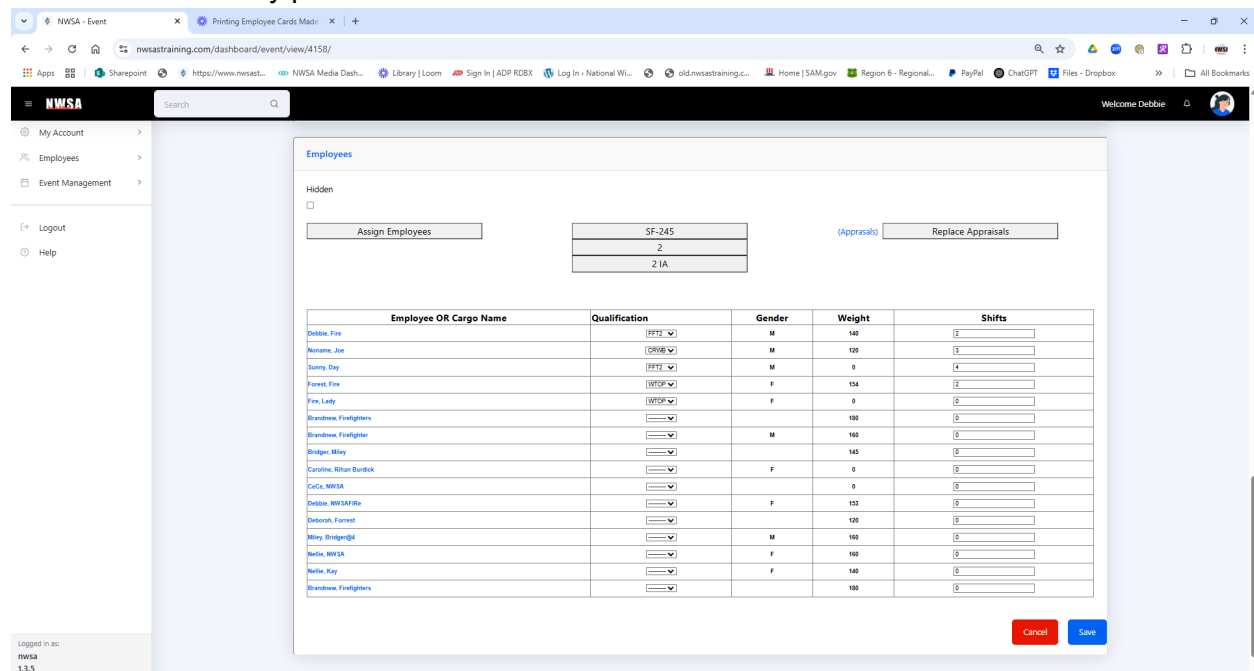 NWSA - Event
Printing Employee Cards Made
nwsastraining.com/dashboard/event/view/4158/
Apps Sharepoint https://www.nwsast... NWSA Media Dash... Library | Loom Sign In | ADP RDBX Log In ‹ National Wi... old.nwsastraining.c... Home | SAM.gov Region 6 - Regional... PayPal ChatGPT Files - Dropbox » All Bookmarks
NWSA Search Welcome Debbie
My Account
Employees
Event Management
Logout
Help
Employees
Hidden
Assign Employees SF-245 (Apprasals) Replace Appraisals
2
2 IA
Employee OR Cargo Name Qualification Gender Weight Shifts
Debbie, Fire FFT2 M 140 2
Noname, Joe CRWB M 120 3
Sunny, Day FFT2 M 0 4
Forest, Fire WTOP F 154 2
Fire, Lady WTOP F 0 0
Brandnew, Firefighters --------- 180 0
Brandnew, Firefighter --------- M 160 0
Bridger, Miley --------- 145 0
Caroline, Rihan Burdick --------- F 0 0
CeCe, NWSA --------- 0 0
Debbie, NWSAFIRe --------- F 153 0
Deborah, Forrest --------- 120 0
Miley, Bridger@4 --------- M 160 0
Nellie, NWSA --------- F 160 0
Nellie, Kay --------- F 140 0
Brandnew, Firefighters --------- 180 0
Cancel Save
Logged in as:
nwsa
1.3.5